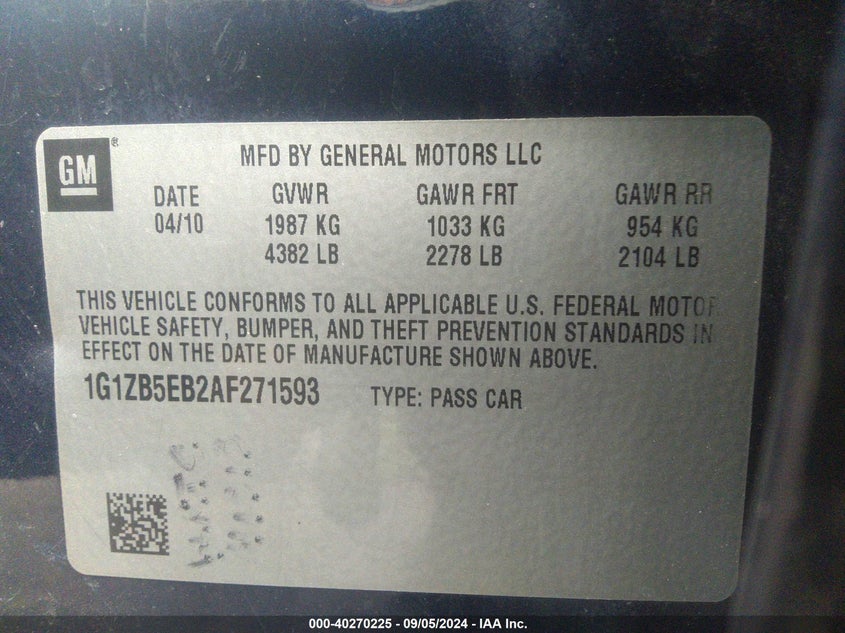 GM®
MFD BY GENERAL MOTORS LLC
DATE GVWR GAWR FRT GAWR RR
04/10 1987 KG 1033 KG 954 KG
4382 LB 2278 LB 2104 LB
THIS VEHICLE CONFORMS TO ALL APPLICABLE U.S. FEDERAL MOTOR
VEHICLE SAFETY, BUMPER, AND THEFT PREVENTION STANDARDS IN
EFFECT ON THE DATE OF MANUFACTURE SHOWN ABOVE.
1G1ZB5EB2AF271593 TYPE: PASS CAR
000-40270225 - 09/05/2024 - IAA Inc.